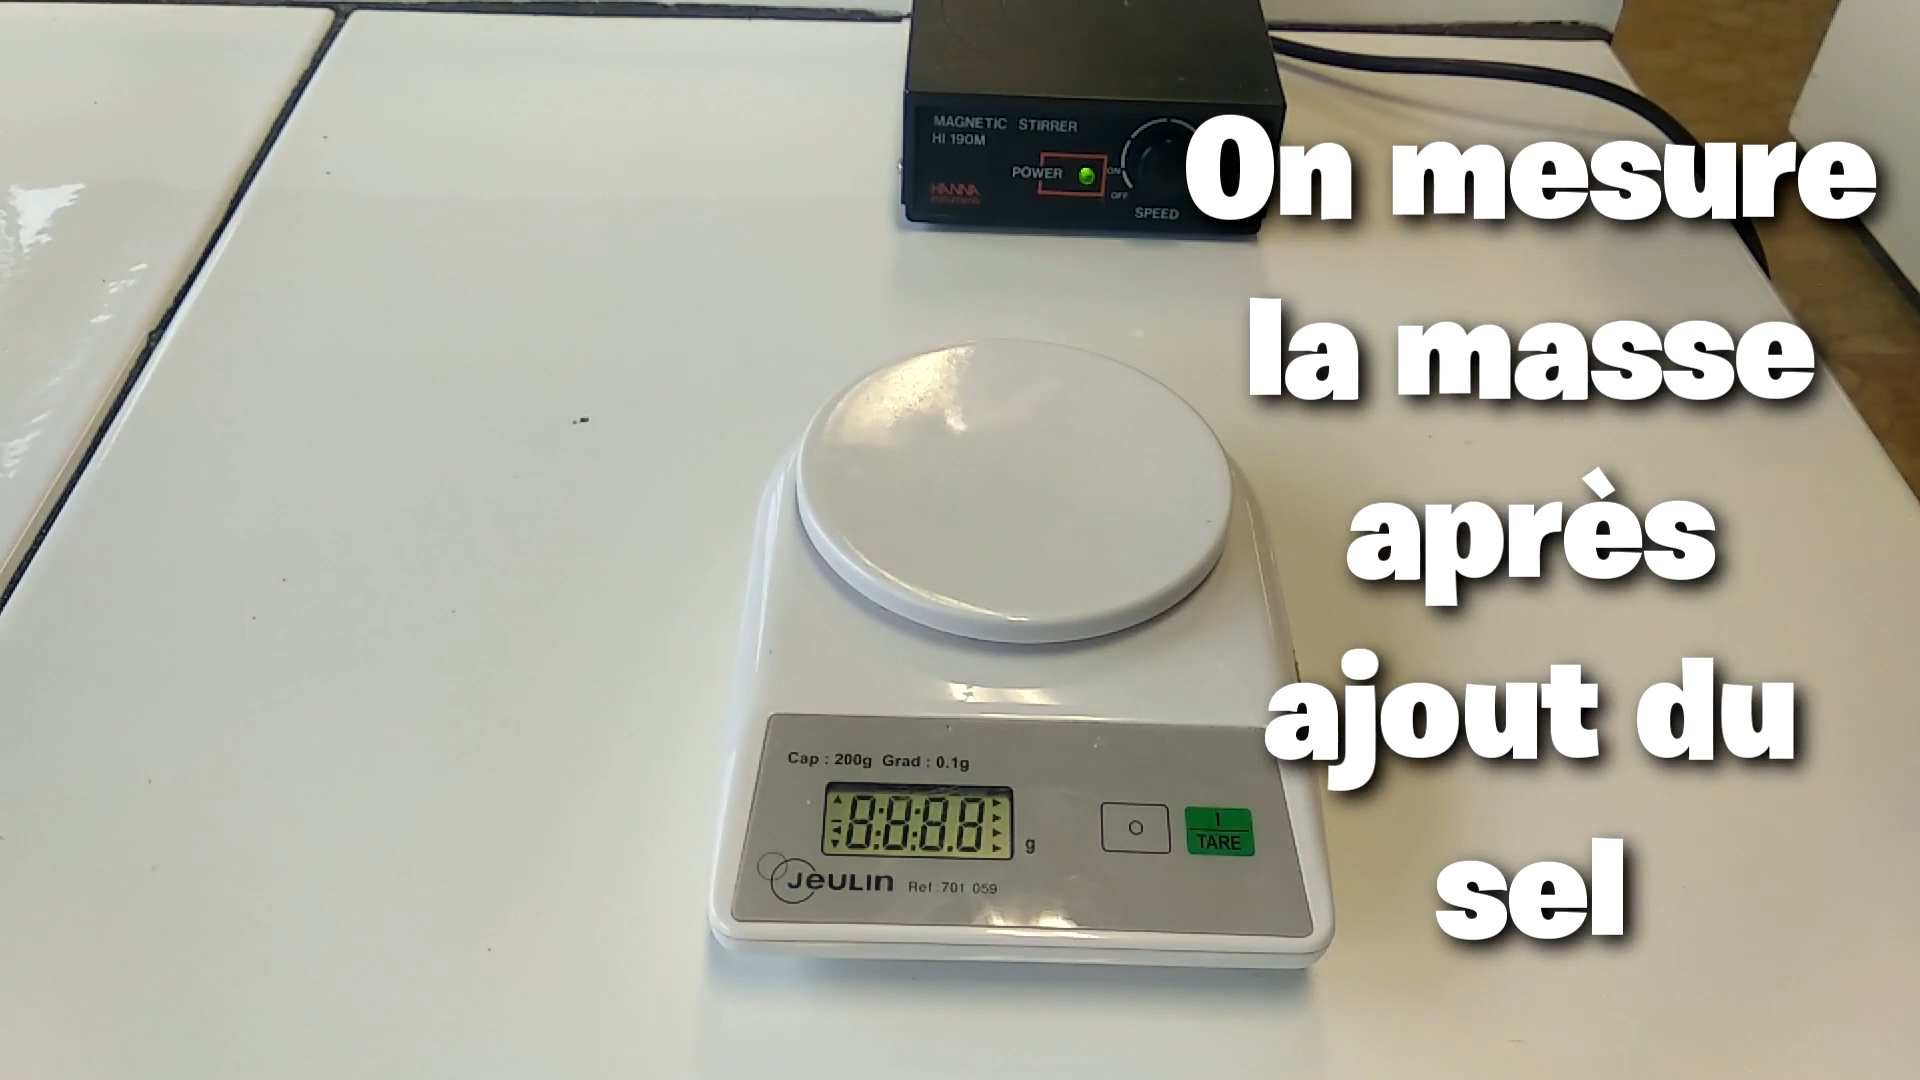 MAGNETIC STIRRER
HI 190M
POWER
ON
OFF
HANNA
instruments
SPEED
On mesure
la masse
après
ajout du
sel
Cap : 200g Grad : 0.1g
8:8:8.8
g
O
I
TARE
JEULIN Ref :701 059